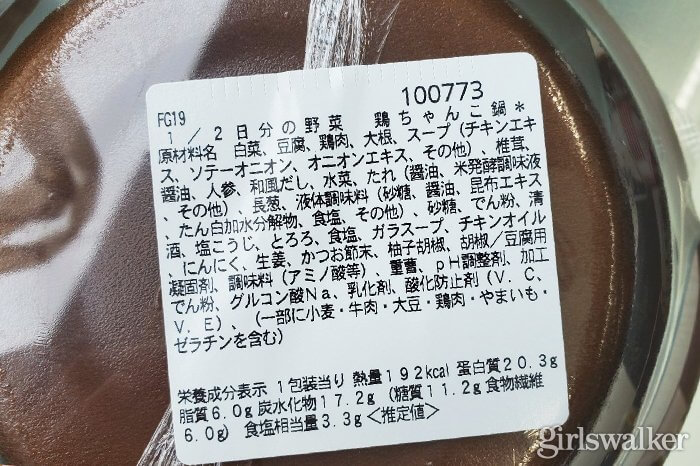 100773
FG19
1／2日分の野菜　鶏ちゃんこ鍋＊
原材料名　白菜、豆腐、鶏肉、大根、スープ（チキンエキ
ス、ソテーオニオン、オニオンエキス、その他）、椎茸、
醤油、人参、和風だし、水菜、たれ（醤油、米発酵調味液
、その他）、長葱、液体調味料（砂糖、醤油、昆布エキス
、たん白加水分解物、食塩、その他）、砂糖、でん粉、清
酒、塩こうじ、とろろ、食塩、ガラスープ、チキンオイル
、にんにく、生姜、かつお節末、柚子胡椒、胡椒／豆腐用
凝固剤、調味料（アミノ酸等）、重曹、ｐＨ調整剤、加工
でん粉、グルコン酸Ｎａ、乳化剤、酸化防止剤（Ｖ．Ｃ、
Ｖ．Ｅ）、（一部に小麦・牛肉・大豆・鶏肉・やまいも・
ゼラチンを含む）
栄養成分表示　1包装当り　熱量192kcal 蛋白質20.3g
脂質6.0g 炭水化物17.2g（糖質11.2g 食物繊維
6.0g）　食塩相当量3.3g＜推定値＞
girlswalker